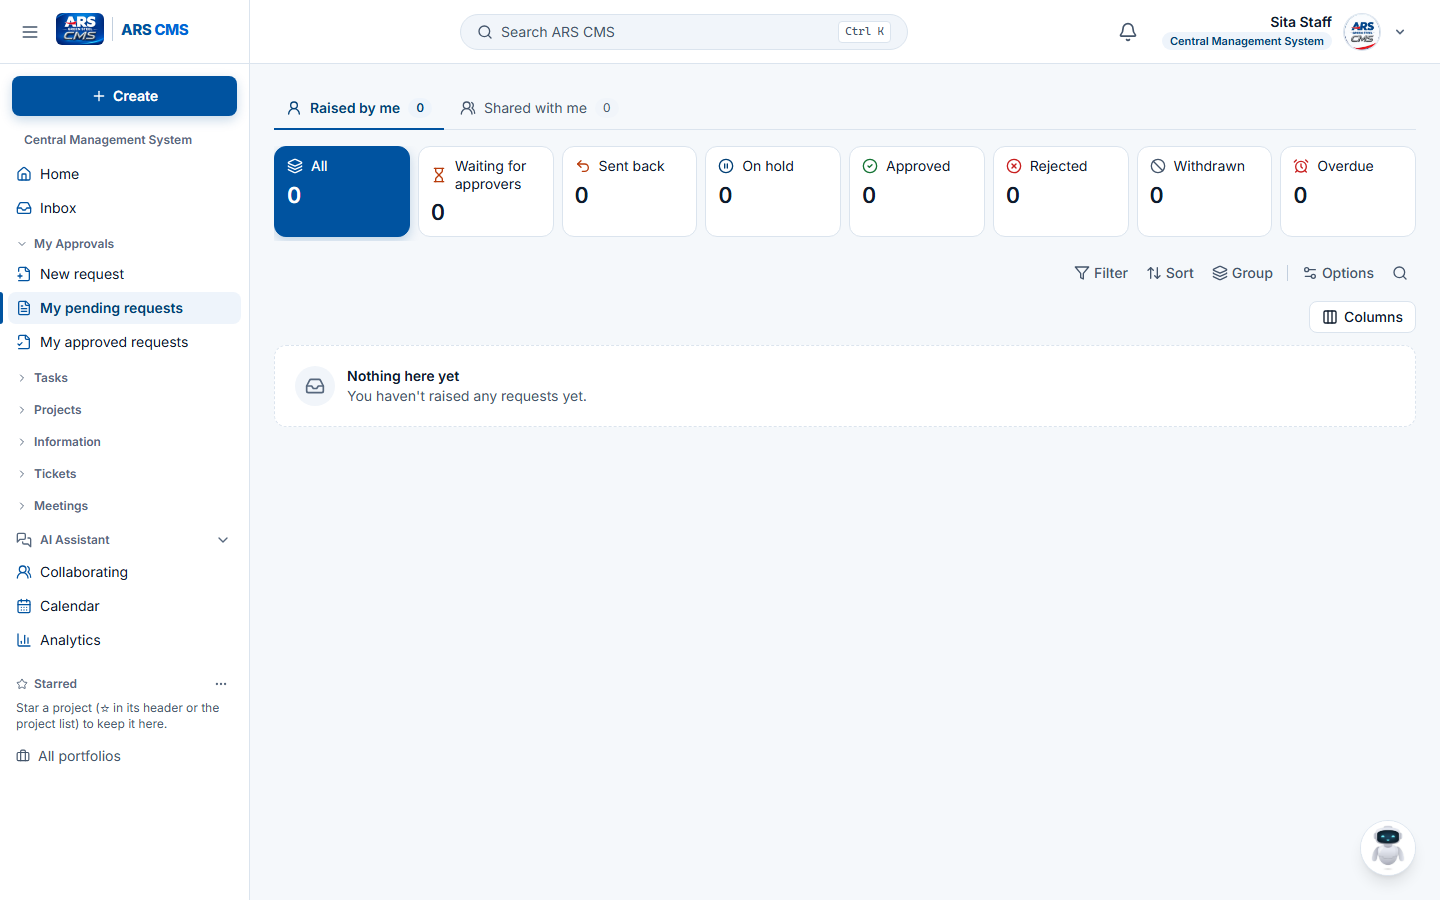 ARS
GREEN STEEL
CMS
ARS CMS
Search ARS CMS
Ctrl K
Sita Staff
Central Management System
ARS
CMS
Create
Central Management System
Home
Inbox
My Approvals
New request
My pending requests
My approved requests
Tasks
Projects
Information
Tickets
Meetings
AI Assistant
Collaborating
Calendar
Analytics
Starred
Star a project (☆ in its header or the
project list) to keep it here.
All portfolios
Raised by me 0
Shared with me 0
All
0
Waiting for
approvers
0
Sent back
0
On hold
0
Approved
0
Rejected
0
Withdrawn
0
Overdue
0
Filter
Sort
Group
Options
Columns
Nothing here yet
You haven't raised any requests yet.